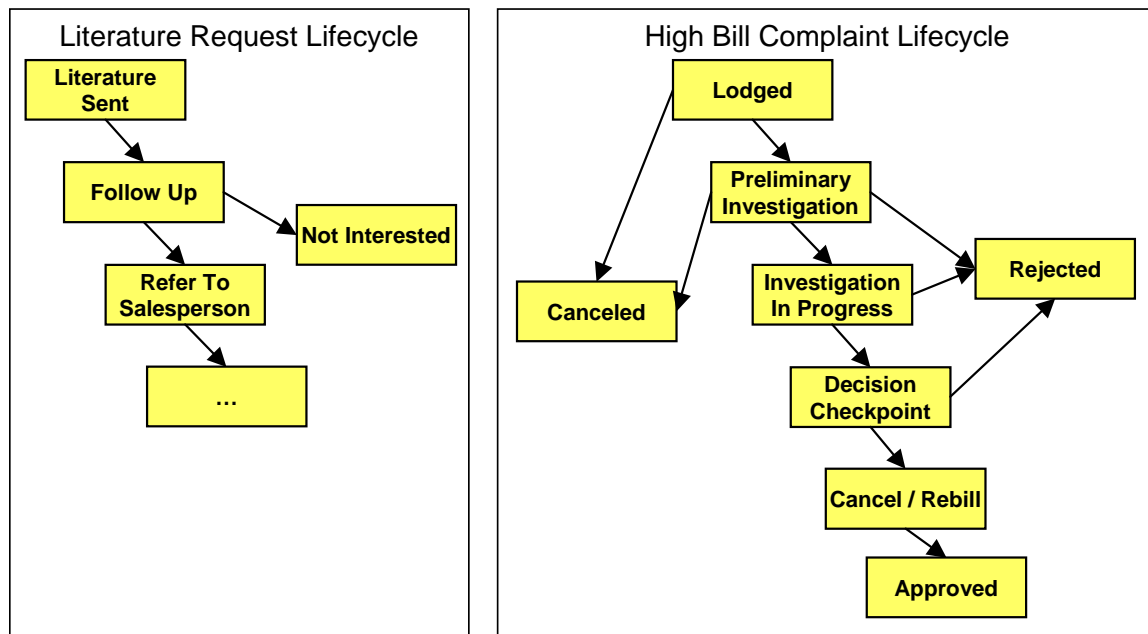 Literature Request Lifecycle
Literature
Sent
Follow Up
Not Interested
Refer To
Salesperson
…
High Bill Complaint Lifecycle
Lodged
Preliminary
Investigation
Canceled
Investigation
In Progress
Rejected
Decision
Checkpoint
Cancel / Rebill
Approved